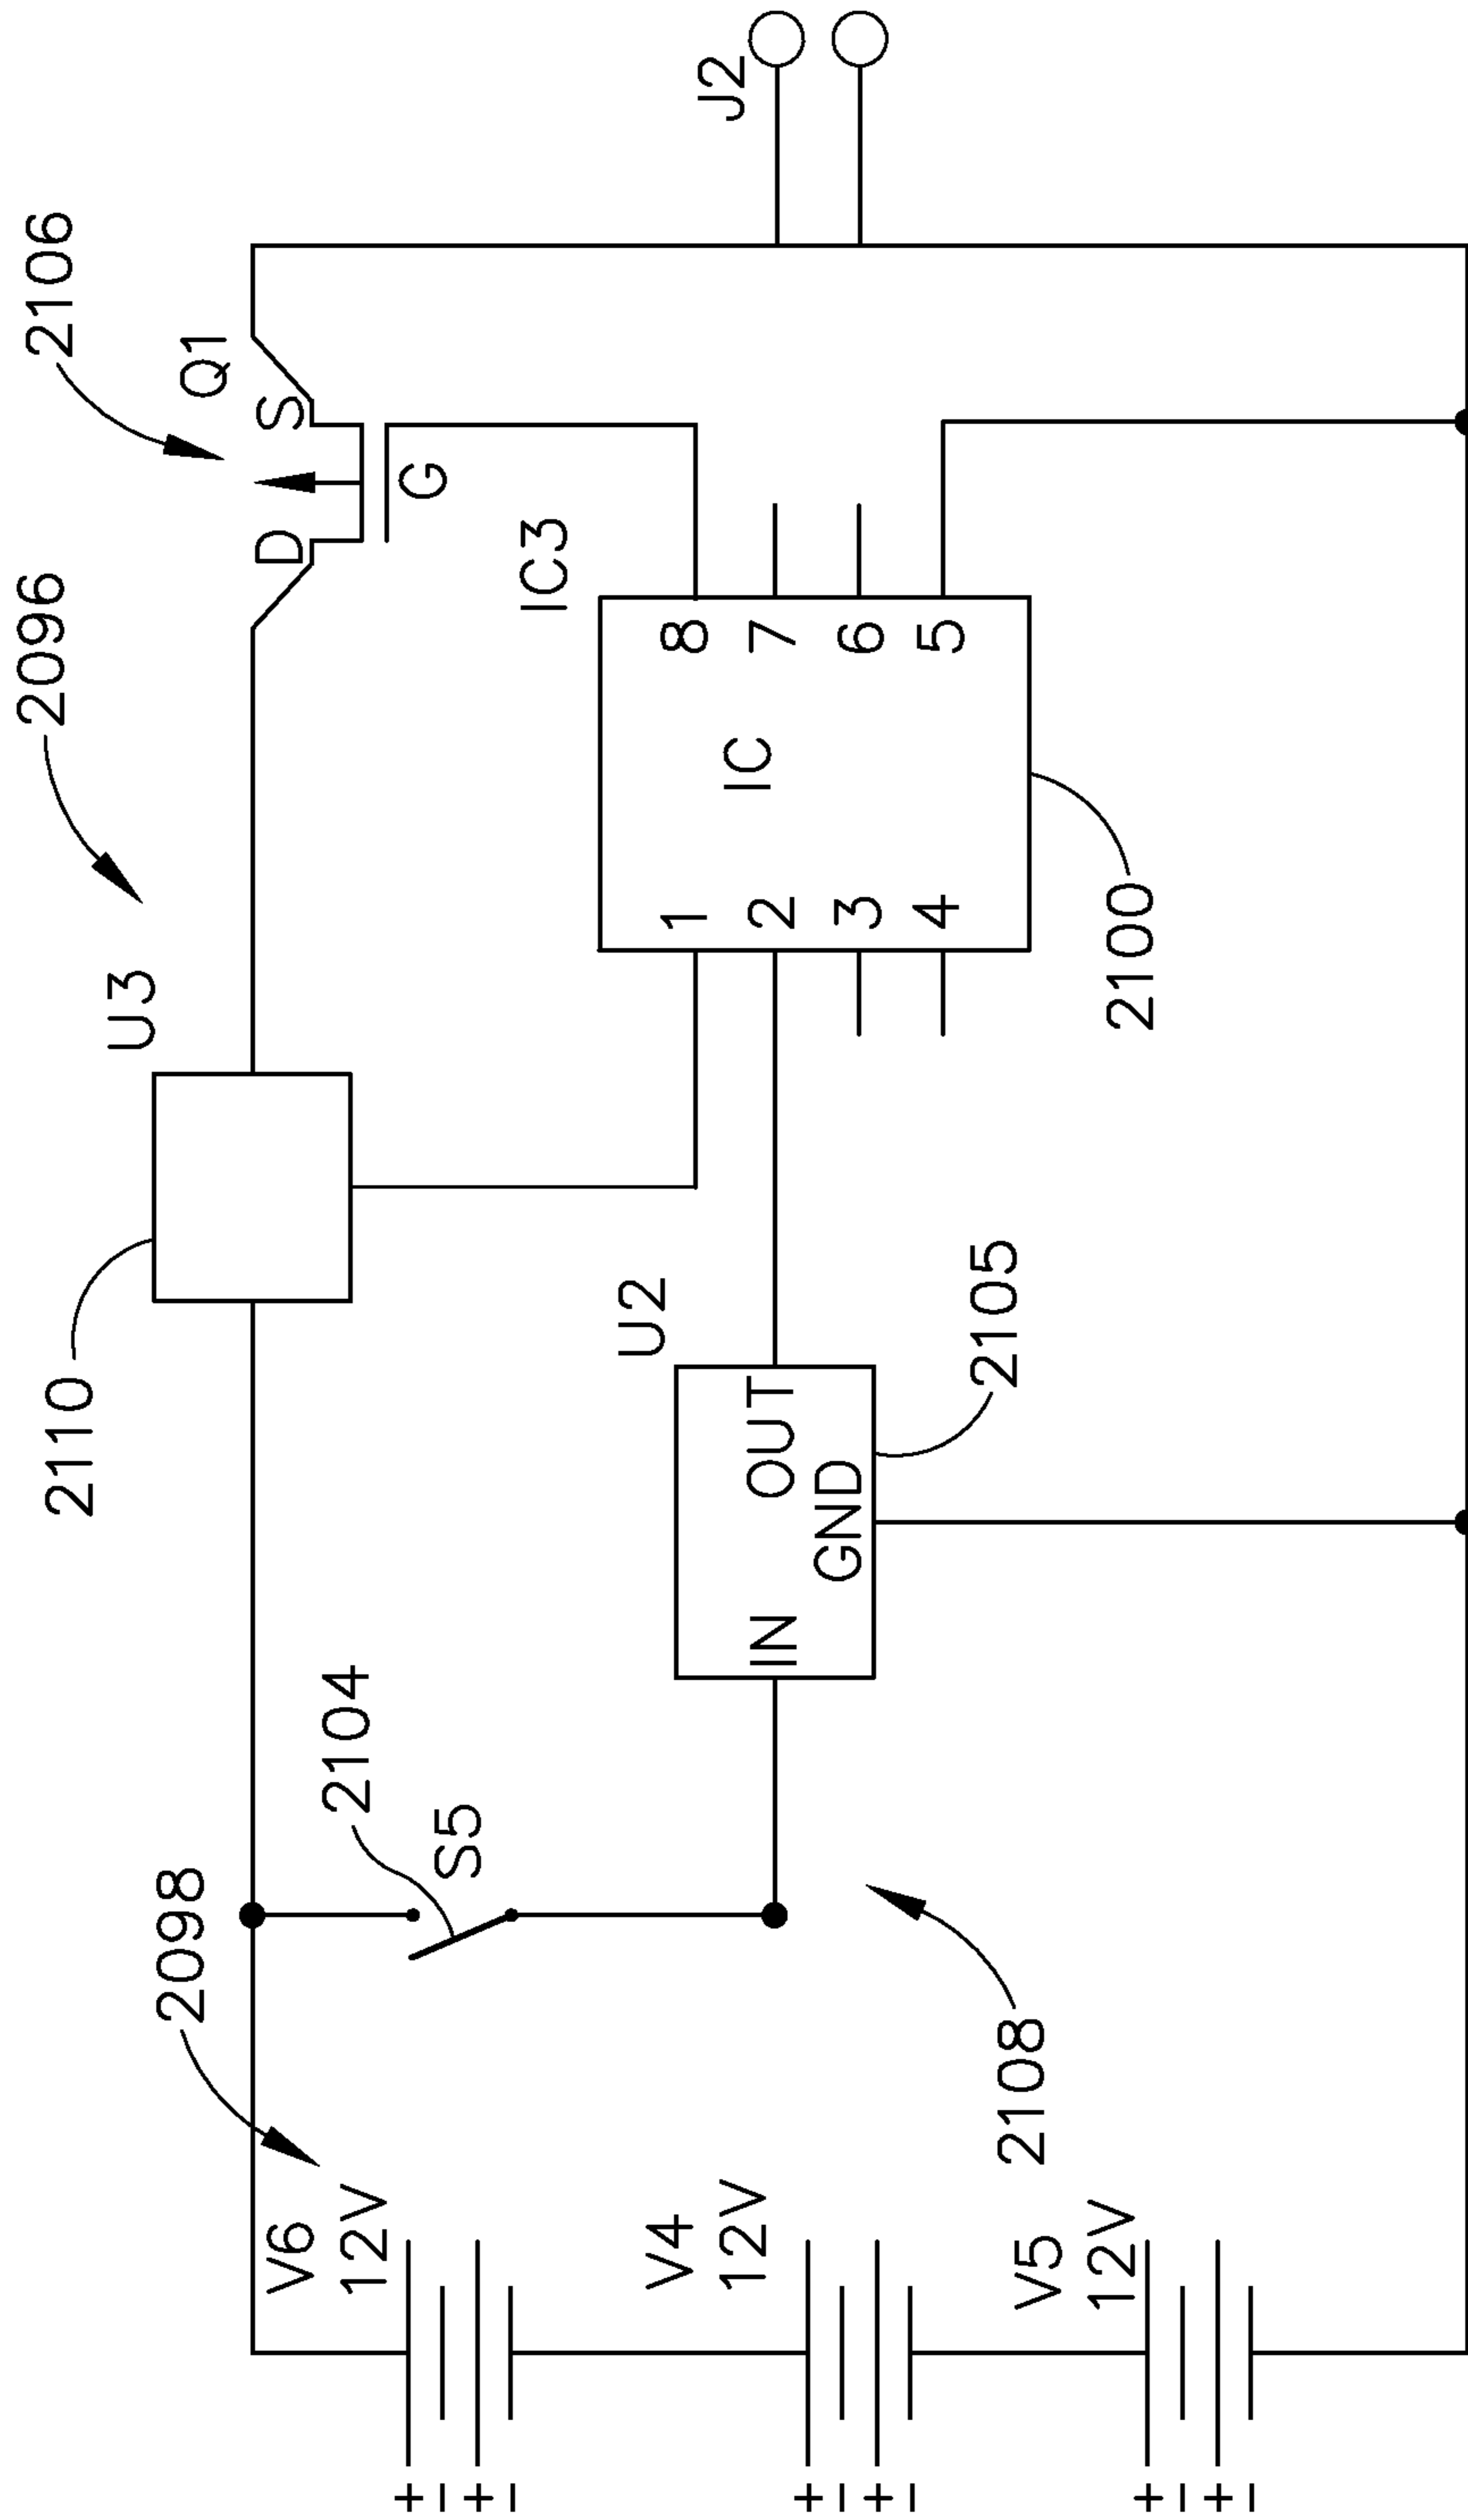 2096
2106
2110
U3
Q1
D
S
G
2098
2104
S5
IC3
V6
12V
+
-
+
-
U2
IN
OUT
GND
2105
1
2
3
4
IC
8
7
6
5
2100
J2
V4
12V
+
-
+
-
2108
V5
12V
+
-
+
-